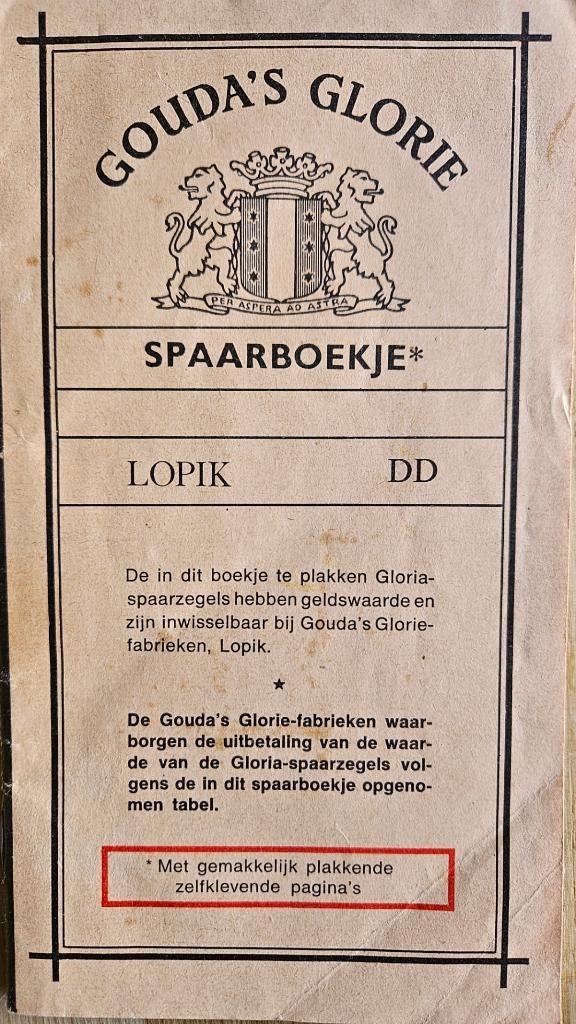 GOUDA'S GLORIE
PER ASPERA AD ASTRA
SPAARBOEKJE*
LOPIK DD
De in dit boekje te plakken Gloria-
spaarzegels hebben geldswaarde en
zijn inwisselbaar bij Gouda's Glorie-
fabrieken, Lopik.
De Gouda's Glorie-fabrieken waar-
borgen de uitbetaling van de waar-
de van de Gloria-spaarzegels vol-
gens de in dit spaarboekje opgeno-
men tabel.
* Met gemakkelijk plakkende
zelfklevende pagina's